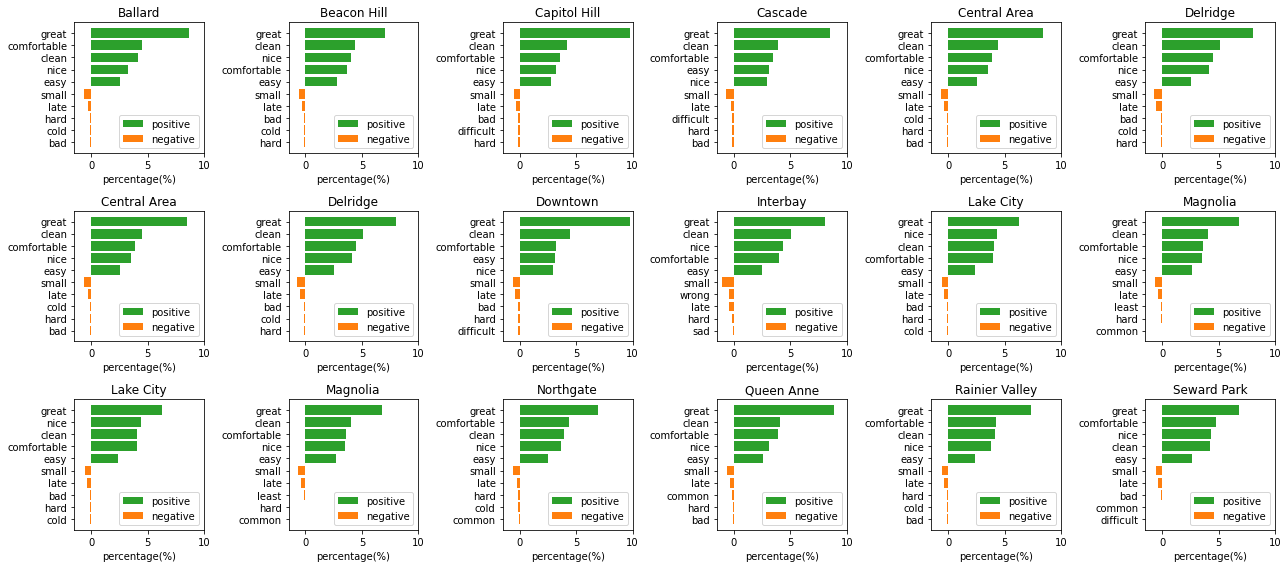 Ballard
great
comfortable
clean
nice
easy
small
late
hard
cold
bad
positive
negative
0 5 10
percentage(%)
Beacon Hill
great
clean
nice
comfortable
easy
small
late
bad
cold
hard
positive
negative
0 5 10
percentage(%)
Capitol Hill
great
clean
comfortable
nice
easy
small
late
bad
difficult
hard
positive
negative
0 5 10
percentage(%)
Cascade
great
clean
comfortable
easy
nice
small
late
difficult
hard
bad
positive
negative
0 5 10
percentage(%)
Central Area
great
clean
comfortable
nice
easy
small
late
cold
hard
bad
positive
negative
0 5 10
percentage(%)
Delridge
great
clean
comfortable
nice
easy
small
late
bad
cold
hard
positive
negative
0 5 10
percentage(%)
Central Area
great
clean
comfortable
nice
easy
small
late
cold
hard
bad
positive
negative
0 5 10
percentage(%)
Delridge
great
clean
comfortable
nice
easy
small
late
bad
cold
hard
positive
negative
0 5 10
percentage(%)
Downtown
great
clean
comfortable
easy
nice
small
late
bad
hard
difficult
positive
negative
0 5 10
percentage(%)
Interbay
great
clean
nice
comfortable
easy
small
wrong
late
hard
sad
positive
negative
0 5 10
percentage(%)
Lake City
great
nice
clean
comfortable
easy
small
late
bad
hard
cold
positive
negative
0 5 10
percentage(%)
Magnolia
great
clean
comfortable
nice
easy
small
late
least
hard
common
positive
negative
0 5 10
percentage(%)
Lake City
great
nice
clean
comfortable
easy
small
late
bad
hard
cold
positive
negative
0 5 10
percentage(%)
Magnolia
great
clean
comfortable
nice
easy
small
late
least
hard
common
positive
negative
0 5 10
percentage(%)
Northgate
great
comfortable
clean
nice
easy
small
late
hard
cold
common
positive
negative
0 5 10
percentage(%)
Queen Anne
great
clean
comfortable
nice
easy
small
late
common
hard
bad
positive
negative
0 5 10
percentage(%)
Rainier Valley
great
comfortable
clean
nice
easy
small
late
hard
cold
bad
positive
negative
0 5 10
percentage(%)
Seward Park
great
comfortable
nice
clean
easy
small
late
bad
common
difficult
positive
negative
0 5 10
percentage(%)